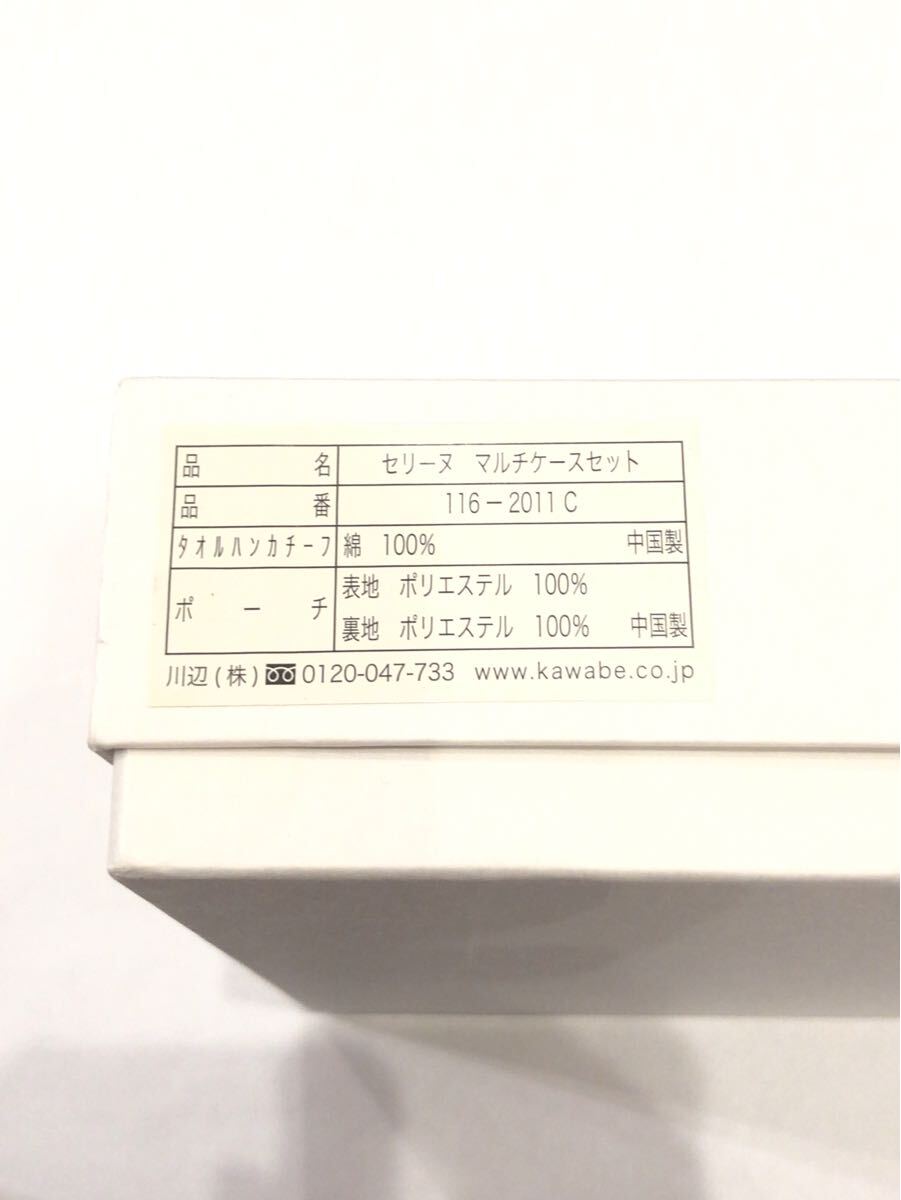 品名 セリーヌ マルチケースセット
品番 116-2011 C
タオルハンカチーフ 綿 100% 中国製
ポーチ 表地 ポリエステル 100%
裏地 ポリエステル 100% 中国製
川辺(株) 0120-047-733 www.kawabe.co.jp